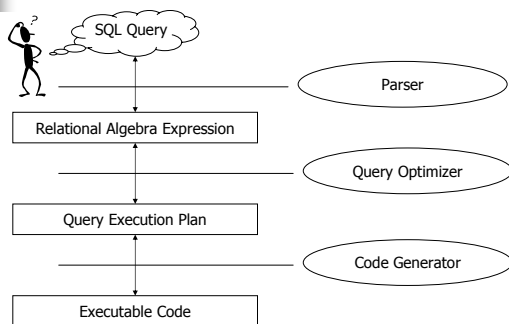 ?
SQL Query
Parser
Relational Algebra Expression
Query Optimizer
Query Execution Plan
Code Generator
Executable Code